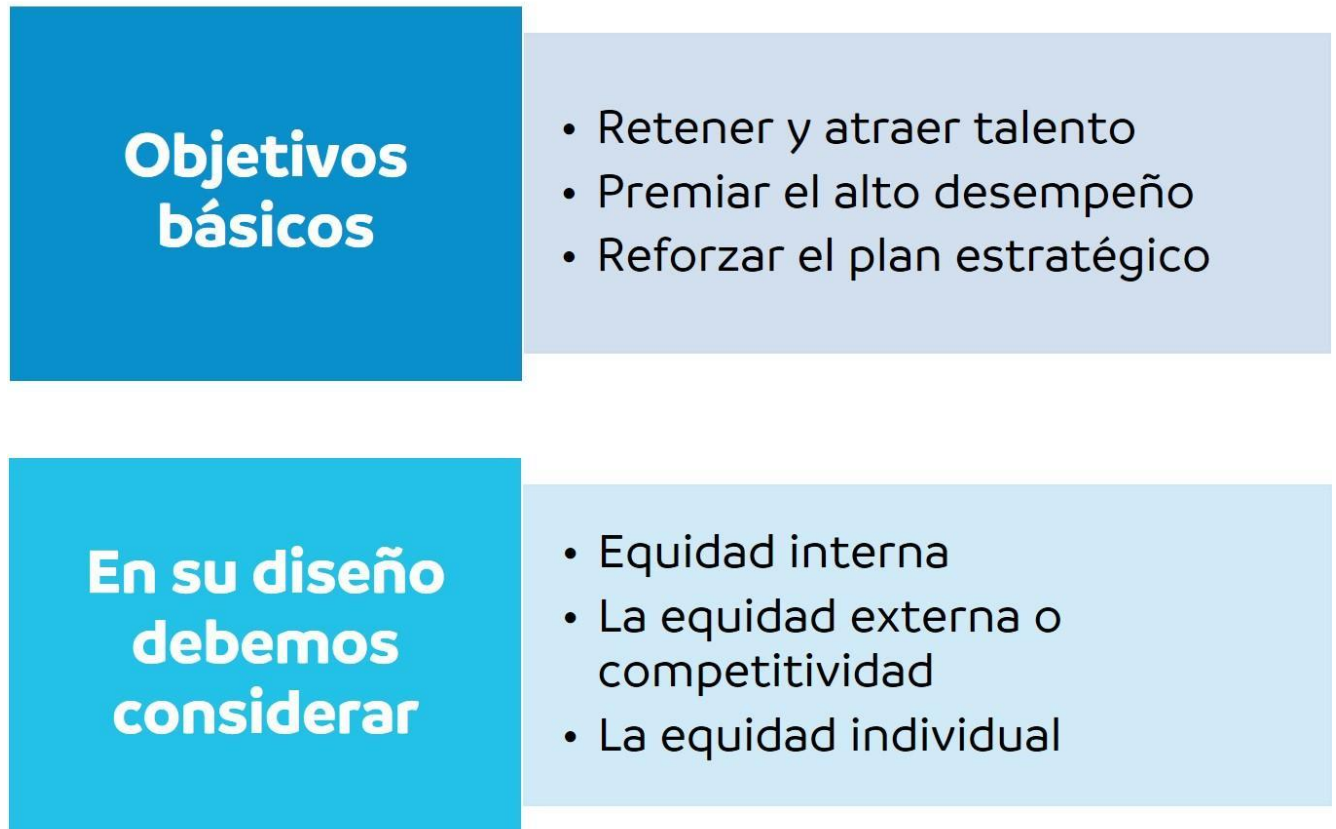 Objetivos
básicos
• Retener y atraer talento
• Premiar el alto desempeño
• Reforzar el plan estratégico
En su diseño
debemos
considerar
• Equidad interna
• La equidad externa o
competitividad
• La equidad individual